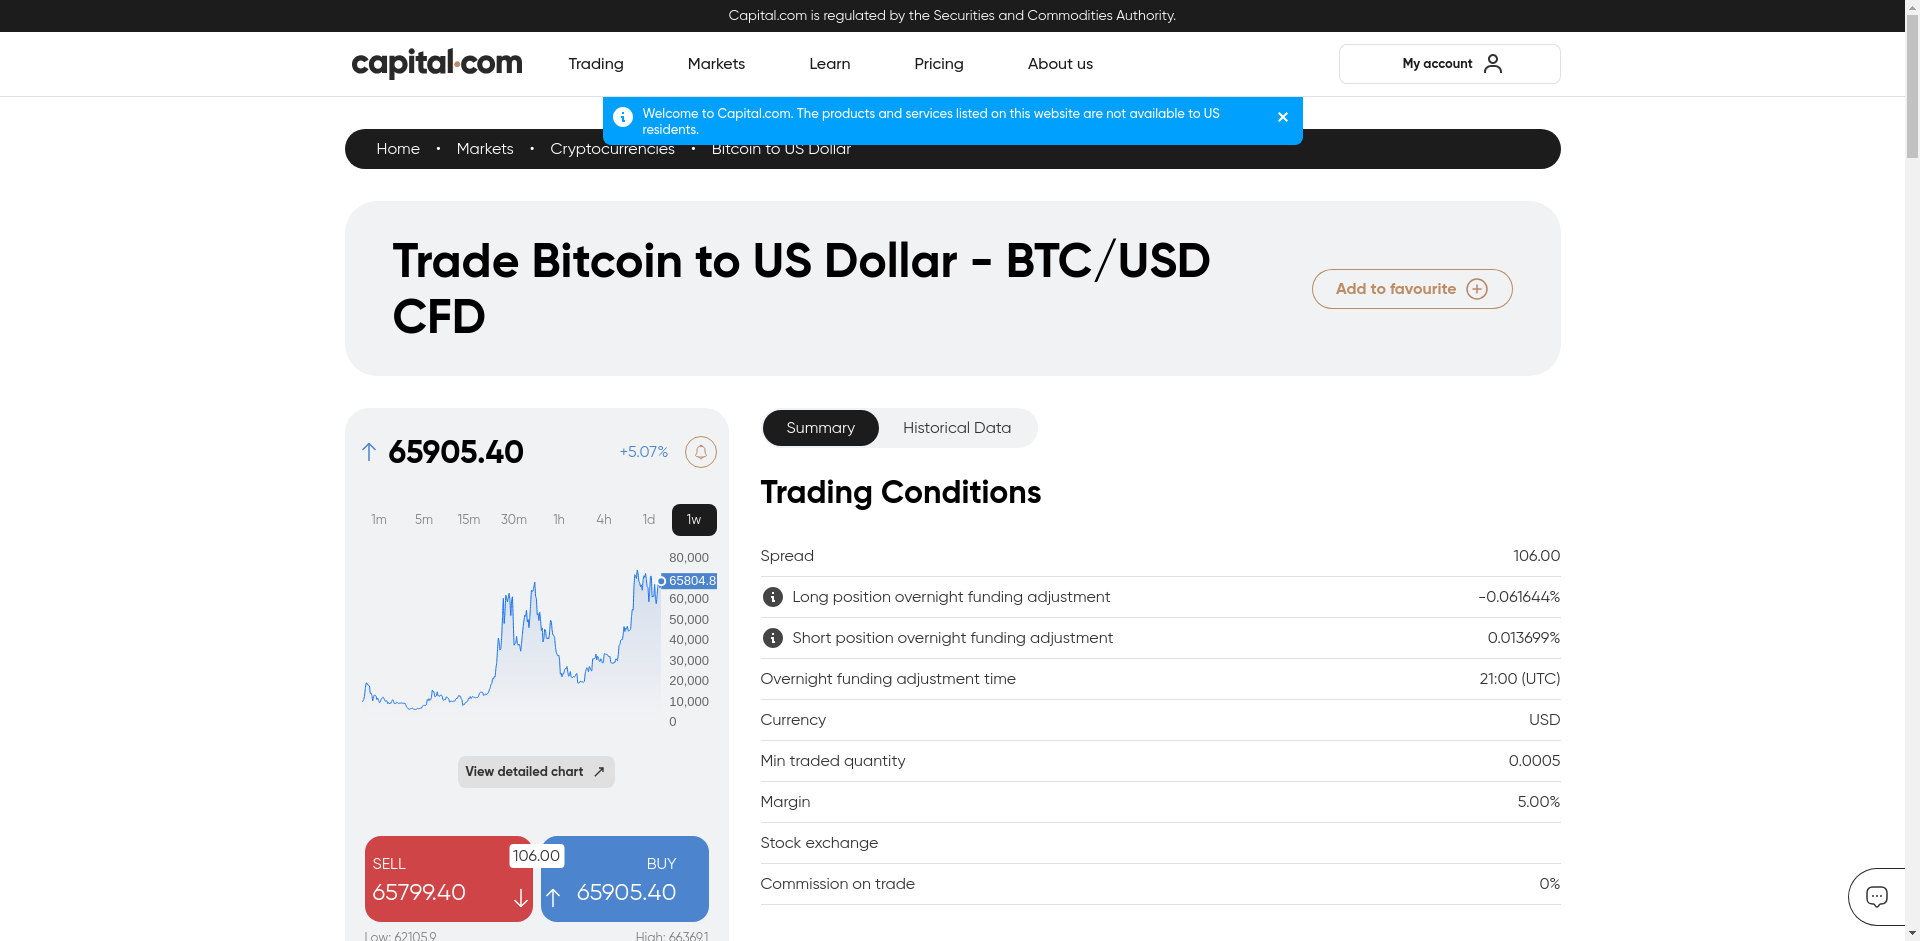 Capital.com is regulated by the Securities and Commodities Authority.
capital.com
Trading
Markets
Learn
Pricing
About us
My account
Welcome to Capital.com. The products and services listed on this website are not available to US
residents.
Home • Markets • Cryptocurrencies • Bitcoin to US Dollar
Trade Bitcoin to US Dollar - BTC/USD
CFD
Add to favourite
65905.40
+5.07%
1m 5m 15m 30m 1h 4h 1d 1w
80,000
65804.8
60,000
50,000
40,000
30,000
20,000
10,000
0
View detailed chart
SELL
65799.40
106.00
BUY
65905.40
Low: 62105.9
High: 66369.1
Summary
Historical Data
Trading Conditions
Spread 106.00
Long position overnight funding adjustment -0.061644%
Short position overnight funding adjustment 0.013699%
Overnight funding adjustment time 21:00 (UTC)
Currency USD
Min traded quantity 0.0005
Margin 5.00%
Stock exchange
Commission on trade 0%